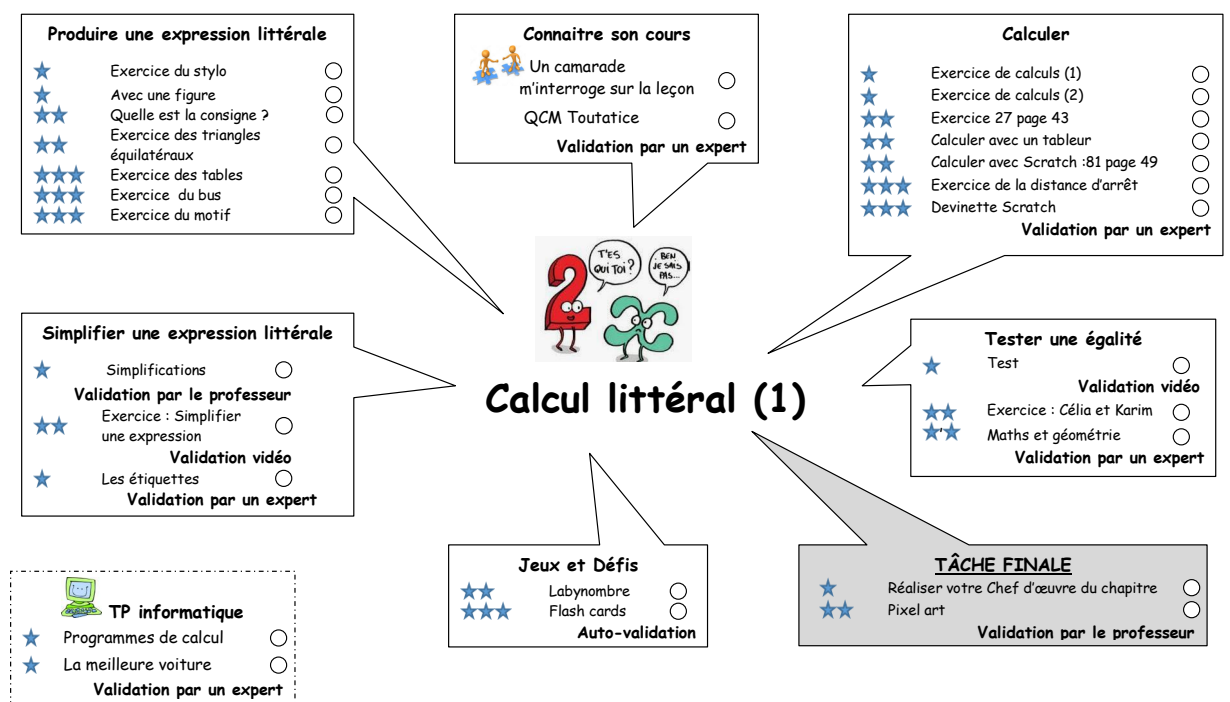 Produire une expression littérale
Exercice du stylo
Avec une figure
Quelle est la consigne ?
Exercice des triangles
équilatéraux
Exercice des tables
Exercice du bus
Exercice du motif
Connaitre son cours
Un camarade
m'interroge sur la leçon
QCM Toutatice
Validation par un expert
Calculer
Exercice de calculs (1)
Exercice de calculs (2)
Exercice 27 page 43
Calculer avec un tableur
Calculer avec Scratch :81 page 49
Exercice de la distance d'arrêt
Devinette Scratch
Validation par un expert
T'ES
QUI TOI ?
BEN
JE SAIS
PAS...
2
Calcul littéral (1)
Simplifier une expression littérale
Simplifications
Validation par le professeur
Exercice : Simplifier
une expression
Validation vidéo
Les étiquettes
Validation par un expert
Tester une égalité
Test
Validation vidéo
Exercice : Célia et Karim
Maths et géométrie
Validation par un expert
TP informatique
Programmes de calcul
La meilleure voiture
Validation par un expert
Jeux et Défis
Labynombre
Flash cards
Auto-validation
TÂCHE FINALE
Réaliser votre Chef d'œuvre du chapitre
Pixel art
Validation par le professeur